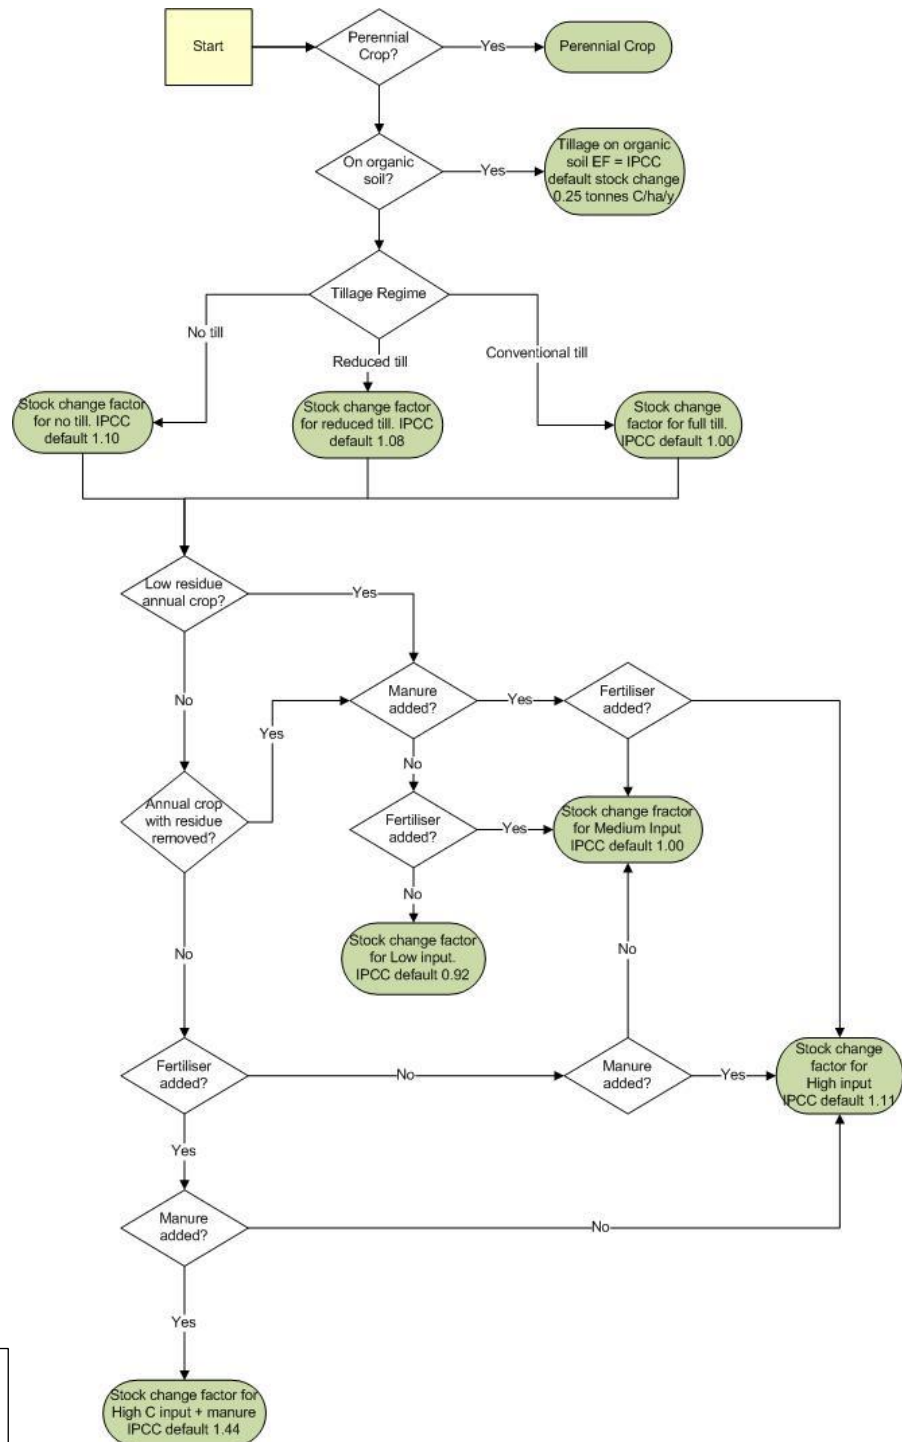 Start
Perennial
Crop?
Yes
Perennial Crop
On organic
soil?
Yes
Tillage on organic
soil EF = IPCC
default stock change
0.25 tonnes C/ha/y
Tillage Regime
No till
Reduced till
Conventional till
Stock change factor
for no till. IPCC
default 1.10
Stock change factor
for reduced till. IPCC
default 1.08
Stock change
factor for full till.
IPCC default 1.00
Low residue
annual crop?
Yes
No
Manure
added?
Yes
Fertiliser
added?
Yes
No
Annual crop
with residue
removed?
Fertiliser
added?
Yes
Stock change fractor
for Medium Input
IPCC default 1.00
No
Stock change factor
for Low input.
IPCC default 0.92
No
No
Fertiliser
added?
No
Manure
added?
Yes
Stock change
factor for
High input
IPCC default 1.11
Yes
Manure
added?
No
Yes
Stock change factor for
High C input + manure
IPCC default 1.44